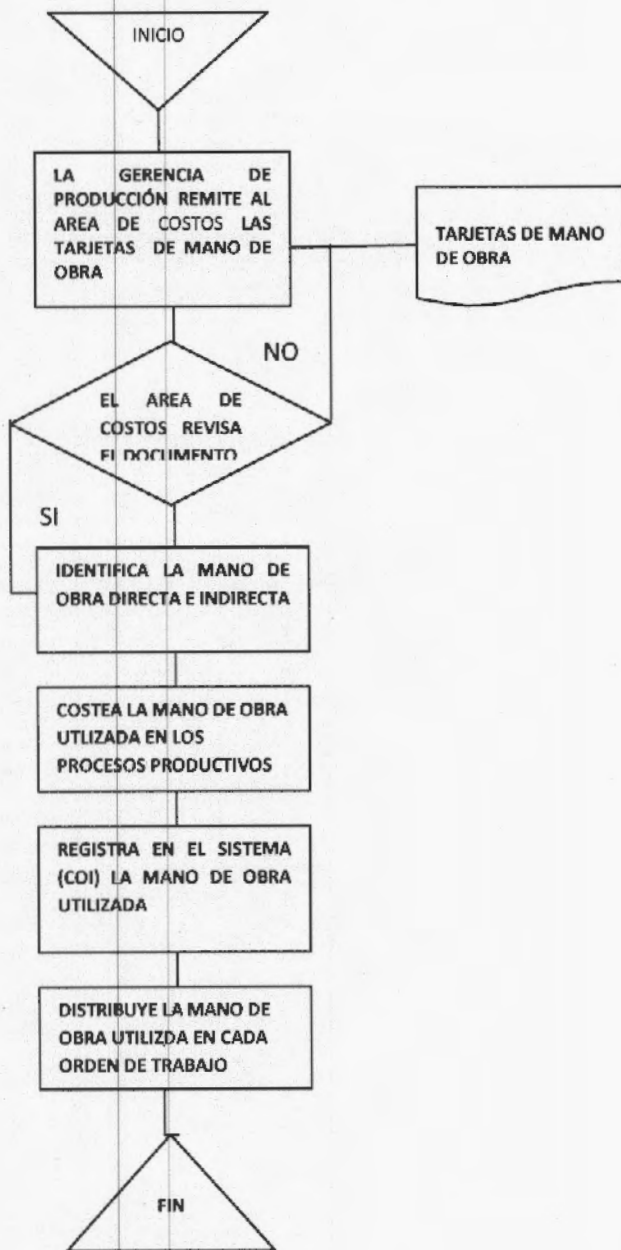 INICIO
LA GERENCIA DE
PRODUCCIÓN REMITE AL
AREA DE COSTOS LAS
TARJETAS DE MANO DE
OBRA
TARJETAS DE MANO
DE OBRA
NO
EL AREA DE
COSTOS REVISA
EL DOCUMENTO
SI
IDENTIFICA LA MANO DE
OBRA DIRECTA E INDIRECTA
COSTEA LA MANO DE OBRA
UTLIZADA EN LOS
PROCESOS PRODUCTIVOS
REGISTRA EN EL SISTEMA
(COI) LA MANO DE OBRA
UTILIZADA
DISTRIBUYE LA MANO DE
OBRA UTILIZDA EN CADA
ORDEN DE TRABAJO
FIN